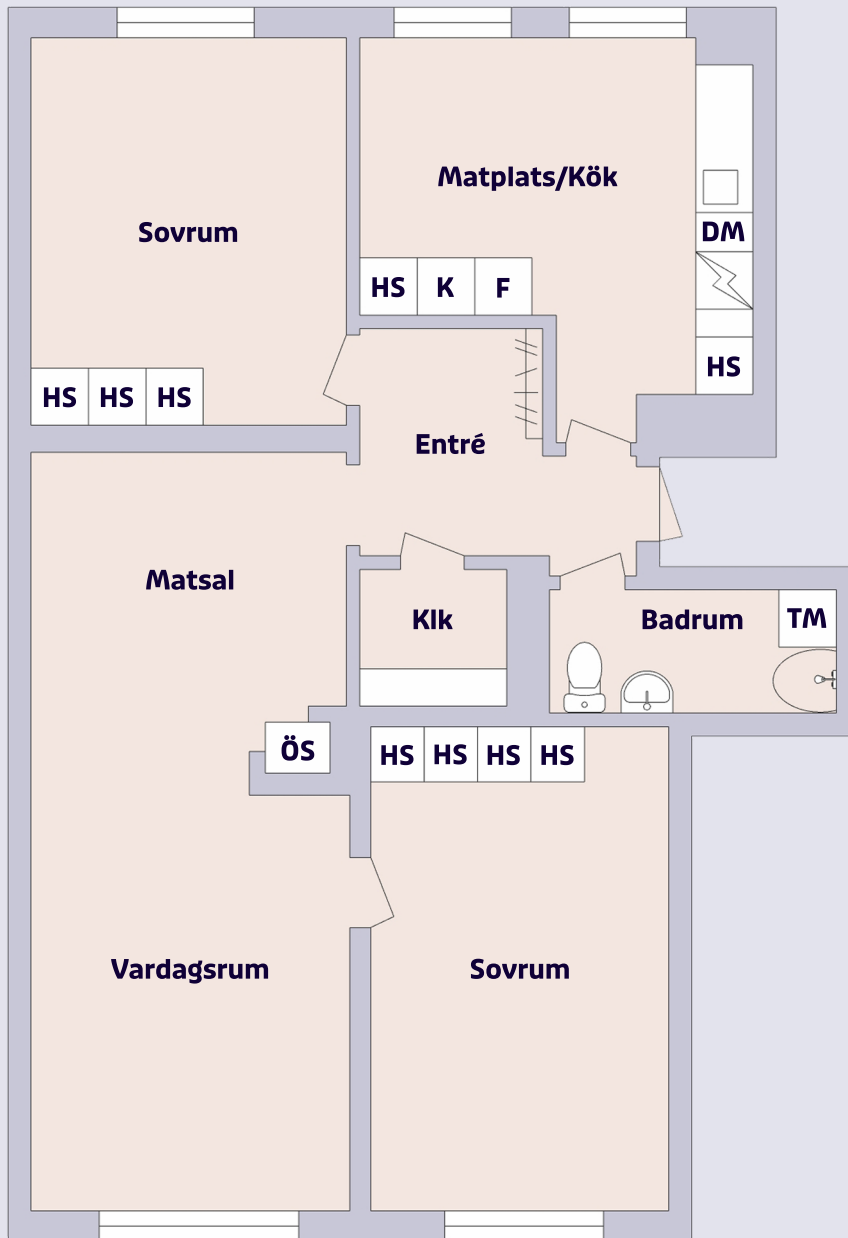 Matplats/Kök
Sovrum
DM
HS K F
HS
HS HS HS
Entré
Matsal
Klk
Badrum
TM
ÖS
HS HS HS HS
Vardagsrum
Sovrum